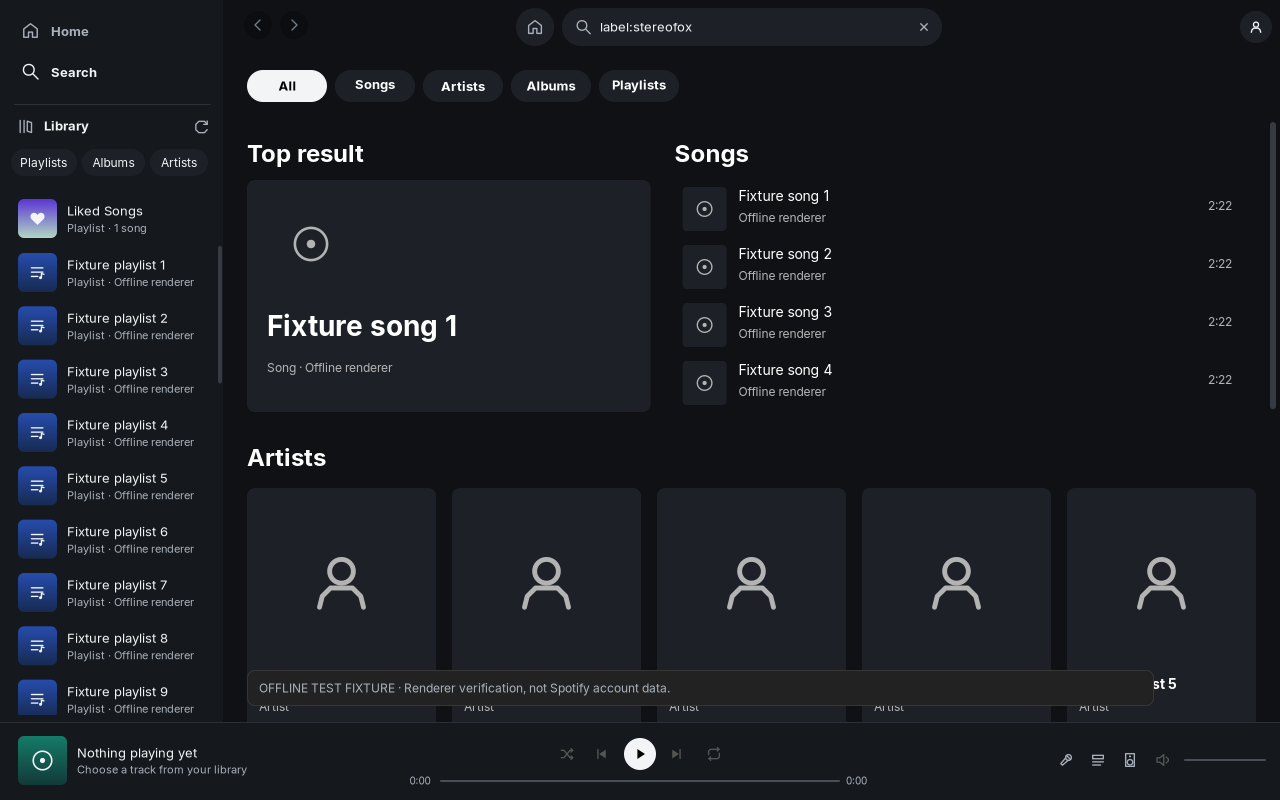 Home
Search
Library
Playlists
Albums
Artists
Liked Songs
Playlist · 1 song
Fixture playlist 1
Playlist · Offline renderer
Fixture playlist 2
Playlist · Offline renderer
Fixture playlist 3
Playlist · Offline renderer
Fixture playlist 4
Playlist · Offline renderer
Fixture playlist 5
Playlist · Offline renderer
Fixture playlist 6
Playlist · Offline renderer
Fixture playlist 7
Playlist · Offline renderer
Fixture playlist 8
Playlist · Offline renderer
Fixture playlist 9
Playlist · Offline renderer
label:stereofox
All
Songs
Artists
Albums
Playlists
Top result
Fixture song 1
Song · Offline renderer
Songs
Fixture song 1
Offline renderer
2:22
Fixture song 2
Offline renderer
2:22
Fixture song 3
Offline renderer
2:22
Fixture song 4
Offline renderer
2:22
Artists
st 5
OFFLINE TEST FIXTURE · Renderer verification, not Spotify account data.
Artist
Artist
Artist
Artist
Artist
Nothing playing yet
Choose a track from your library
0:00
0:00